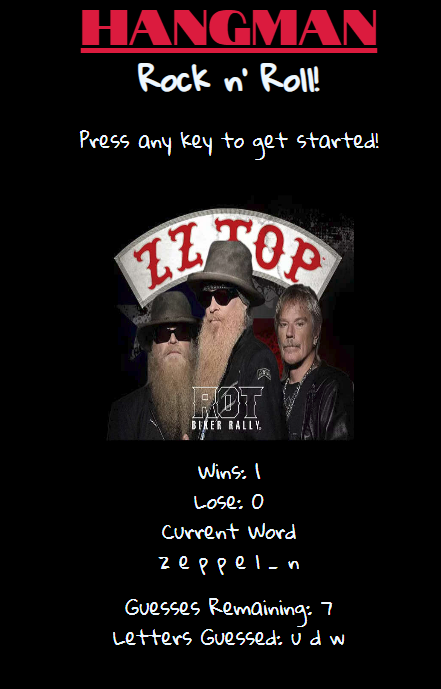 HANGMAN
Rock n' Roll!
Press any key to get started!
ZZ TOP
ROT
BIKER RALLY.
Wins: 1
Lose: 0
Current Word
z e p p e l _ n
Guesses Remaining: 7
Letters Guessed: u d w